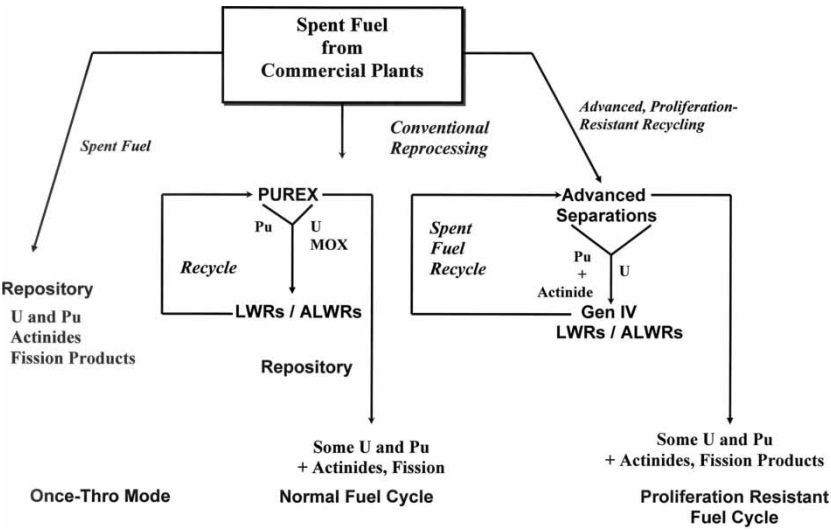 Spent Fuel
from
Commercial Plants
Spent Fuel
Conventional
Reprocessing
Advanced, Proliferation-
Resistant Recycling
PUREX
Pu
U
MOX
Recycle
LWRs / ALWRs
Advanced
Separations
Spent
Fuel
Recycle
Pu
+
Actinide
U
Gen IV
LWRs / ALWRs
Repository
U and Pu
Actinides
Fission Products
Repository
Some U and Pu
+ Actinides, Fission
Some U and Pu
+ Actinides, Fission Products
Once-Thro Mode
Normal Fuel Cycle
Proliferation Resistant
Fuel Cycle